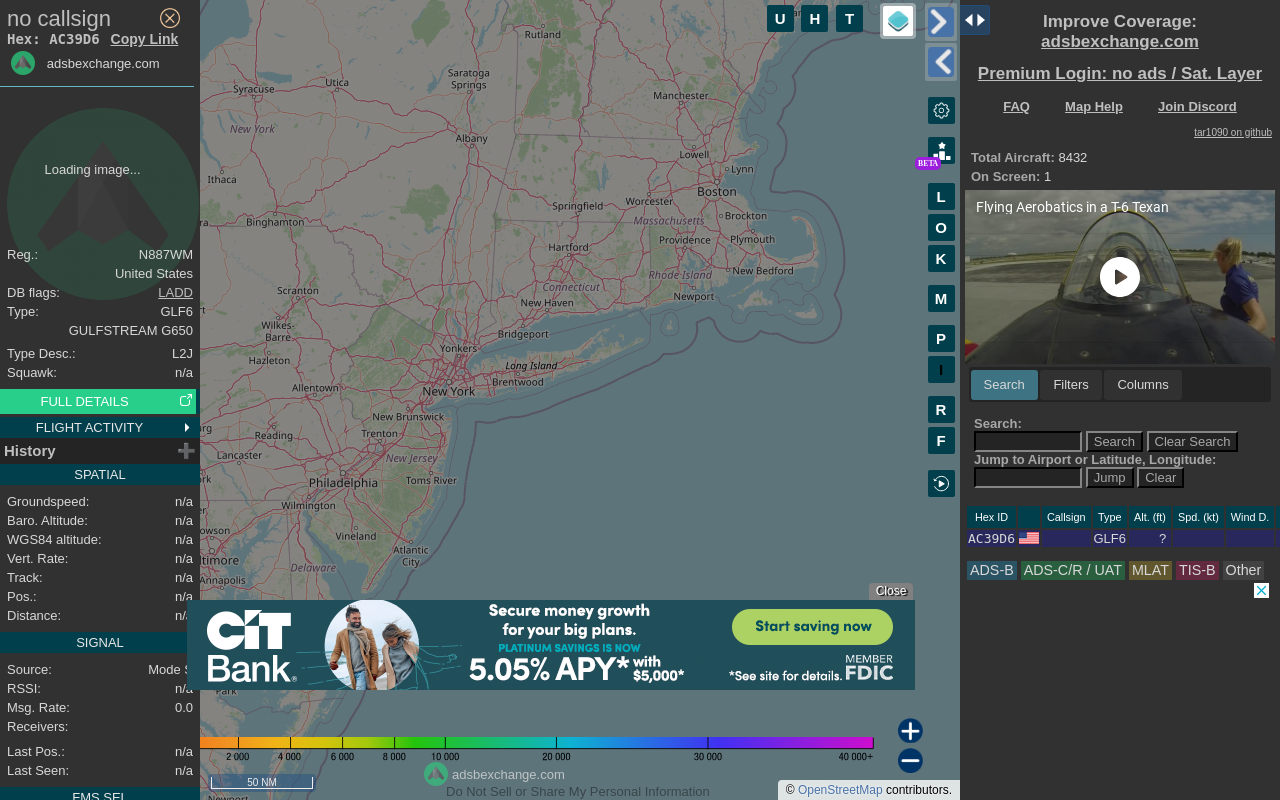 no callsign
Hex: AC39D6 Copy Link
adsbexchange.com
Loading image...
Reg.: N887WM
United States
DB flags: LADD
Type: GLF6
GULFSTREAM G650
Type Desc.: L2J
Squawk: n/a
FULL DETAILS
FLIGHT ACTIVITY
History
SPATIAL
Groundspeed: n/a
Baro. Altitude: n/a
WGS84 altitude: n/a
Vert. Rate: n/a
Track: n/a
Pos.: n/a
Distance: n/a
SIGNAL
Source: Mode S
RSSI: n/a
Msg. Rate: 0.0
Receivers:
Last Pos.: n/a
Last Seen: n/a
FMS SEL
U H T
BETA
L
O
K
M
P
I
R
F
Rutland
Utica
Saratoga
Springs
Syracuse
Manchester
New York
Albany
Lowell
Lynn
Ithaca
Boston
Worcester
Springfield
Massachusetts
Brockton
Binghamton
Hartford
Providence
Plymouth
Rhode Island
New Bedford
Connecticut
Scranton
New Haven
Newport
Wilkes-
Barre
Bridgeport
Yonkers
Hazleton
Long Island
Brentwood
Allentown
New York
New Brunswick
Reading
Trenton
Lancaster
New Jersey
Philadelphia
Toms River
Wilmington
Vineland
Atlantic
City
Delaware
Annapolis
Close
CIT
Bank
Secure money growth
for your big plans.
PLATINUM SAVINGS IS NOW
5.05% APY* with
$5,000*
Start saving now
*See site for details.
MEMBER
FDIC
Park
2 000 4 000 6 000 8 000 10 000 20 000 30 000 40 000+
50 NM
adsbexchange.com
Do Not Sell or Share My Personal Information
© OpenStreetMap contributors.
Newport
Improve Coverage:
adsbexchange.com
Premium Login: no ads / Sat. Layer
FAQ Map Help Join Discord
tar1090 on github
Total Aircraft: 8432
On Screen: 1
Flying Aerobatics in a T-6 Texan
Search Filters Columns
Search:
Search Clear Search
Jump to Airport or Latitude, Longitude:
Jump Clear
Hex ID Callsign Type Alt. (ft) Spd. (kt) Wind D.
AC39D6 GLF6 ?
ADS-B ADS-C/R / UAT MLAT TIS-B Other